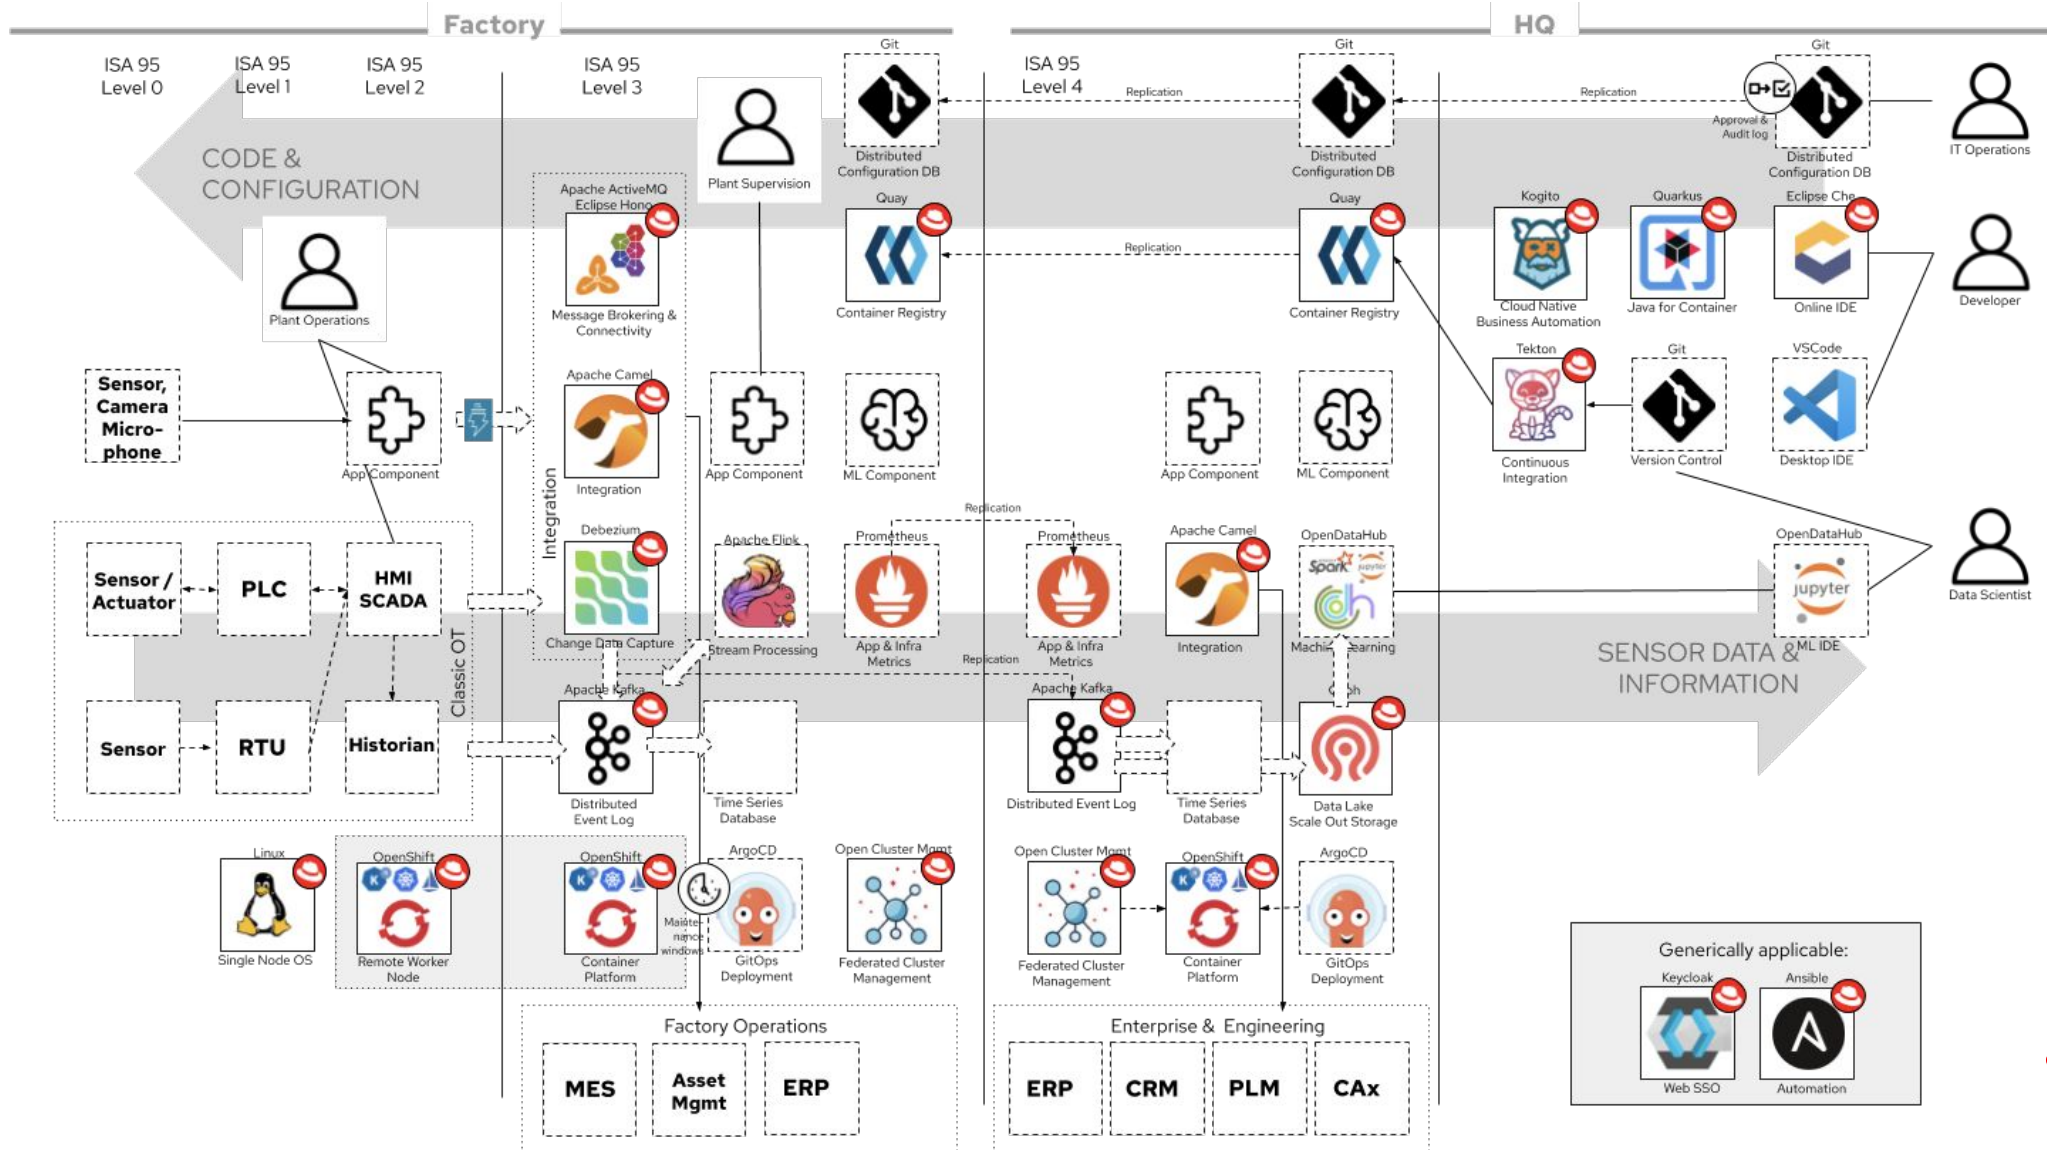 Factory
HQ
ISA 95
Level 0
ISA 95
Level 1
ISA 95
Level 2
ISA 95
Level 3
ISA 95
Level 4
Git
Git
Git
Replication
Replication
Approval &
Audit log
Distributed
Configuration DB
Distributed
Configuration DB
Distributed
Configuration DB
IT Operations
CODE &
CONFIGURATION
Plant Supervision
Plant Operations
Apache ActiveMQ
Eclipse Hono
Message Brokering &
Connectivity
Quay
Container Registry
Replication
Quay
Container Registry
Kogito
Cloud Native
Business Automation
Quarkus
Java for Container
Eclipse Che
Online IDE
Developer
Sensor,
Camera
Micro-
phone
App Component
Apache Camel
Integration
Integration
App Component
ML Component
App Component
ML Component
Tekton
Continuous
Integration
Git
Version Control
VSCode
Desktop IDE
Sensor /
Actuator
PLC
HMI
SCADA
Classic OT
Debezium
Change Data Capture
Apache Flink
Stream Processing
Replication
Prometheus
App & Infra
Metrics
Prometheus
App & Infra
Metrics
Apache Camel
Integration
OpenDataHub
Spark
jupyter
Machine Learning
OpenDataHub
jupyter
ML IDE
Data Scientist
SENSOR DATA &
INFORMATION
Sensor
RTU
Historian
Replication
Apache Kafka
Distributed
Event Log
Time Series
Database
Apache Kafka
Distributed Event Log
Time Series
Database
Ceph
Data Lake
Scale Out Storage
Linux
Single Node OS
OpenShift
Remote Worker
Node
OpenShift
Container
Platform
Mainte-
nance
windows
ArgoCD
GitOps
Deployment
Open Cluster Mgmt
Federated Cluster
Management
Open Cluster Mgmt
Federated Cluster
Management
OpenShift
Container
Platform
ArgoCD
GitOps
Deployment
Factory Operations
MES
Asset
Mgmt
ERP
Enterprise & Engineering
ERP
CRM
PLM
CAx
Generically applicable:
Keycloak
Web SSO
Ansible
Automation